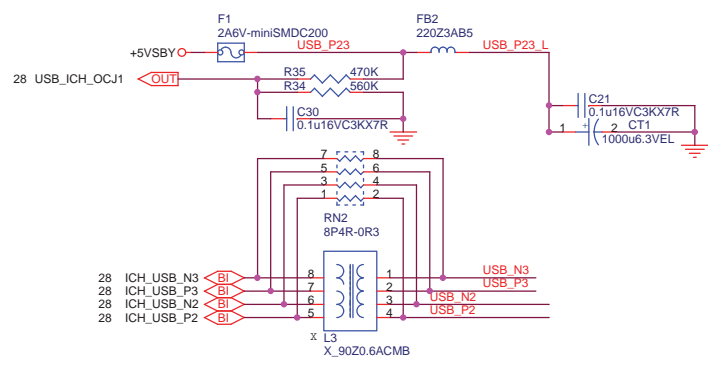 F1
2A6V-miniSMDC200
FB2
220Z3AB5
+5VSBY
USB_P23
USB_P23_L
28 USB_ICH_OCJ1
OUT
R35
470K
R34
560K
C30
0.1u16VC3KX7R
C21
0.1u16VC3KX7R
1
+
2
CT1
1000u6.3VEL
7
8
5
6
3
4
1
2
RN2
8P4R-0R3
28 ICH_USB_N3
BI
8
1
USB_N3
28 ICH_USB_P3
BI
7
2
USB_P3
28 ICH_USB_N2
BI
6
3
USB_N2
28 ICH_USB_P2
BI
5
4
USB_P2
X
L3
X_90Z0.6ACMB